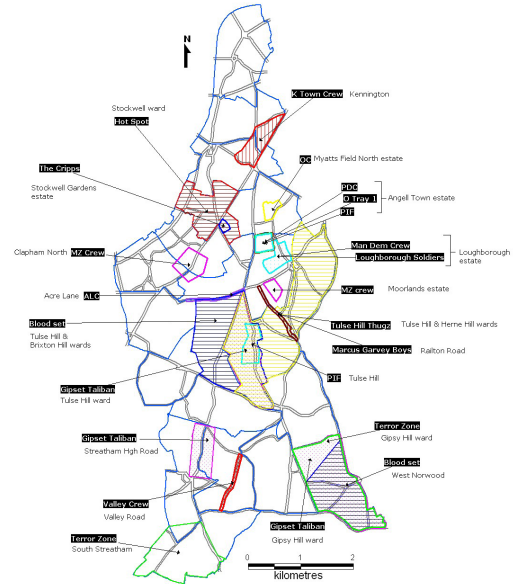 N
K Town Crew Kennington
Stockwell ward
Hot Spot
OC Myatts Field North estate
The Cripps
Stockwell Gardens
estate
PDC
O Tray 1
PIF
Angell Town estate
Man Dem Crew
Loughborough Soldiers
Loughborough
estate
Clapham North MZ Crew
MZ crew Moorlands estate
Acre Lane ALC
Blood set
Tulse Hill &
Brixton Hill wards
Tulse Hill Thugz Tulse Hill & Herne Hill wards
Marcus Garvey Boys Railton Road
PIF Tulse Hill
Gipset Taliban
Tulse Hill ward
Gipset Taliban
Streatham Hgh Road
Terror Zone
Gipsy Hill ward
Blood set
West Norwood
Valley Crew
Valley Road
Gipset Taliban
Gipsy Hill ward
Terror Zone
South Streatham
0 1 2
kilometres